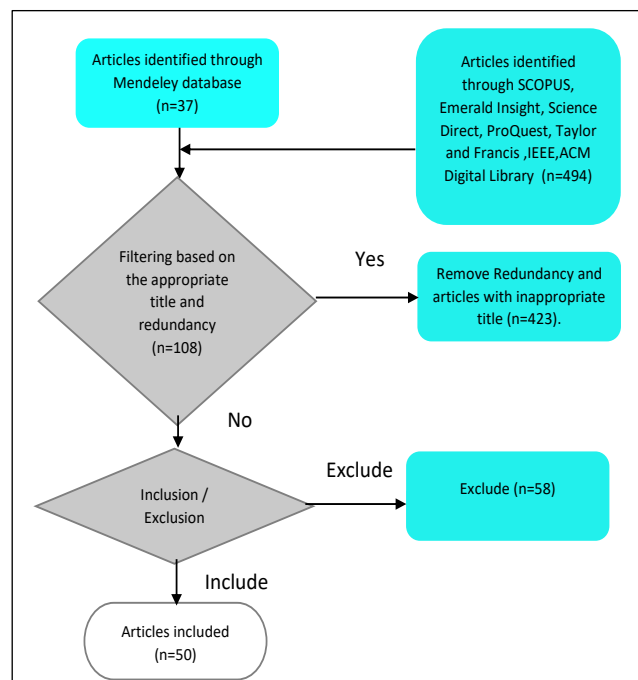 Articles identified through
Mendeley database
(n=37)
Articles identified
through SCOPUS,
Emerald Insight, Science
Direct, ProQuest, Taylor
and Francis ,IEEE,ACM
Digital Library (n=494)
Filtering based on
the appropriate
title and
redundancy
(n=108)
Yes
Remove Redundancy and
articles with inappropriate
title (n=423).
No
Inclusion /
Exclusion
Exclude
Exclude (n=58)
Include
Articles included
(n=50)